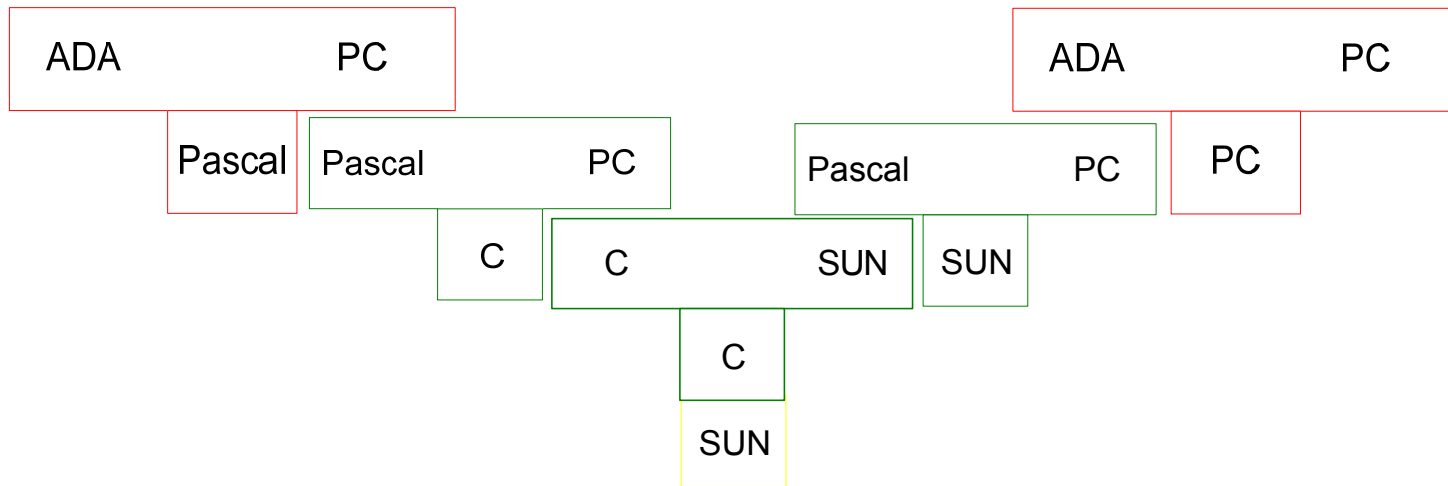 ADA PC ADA PC
Pascal Pascal PC Pascal PC PC
C C SUN SUN
C
SUN